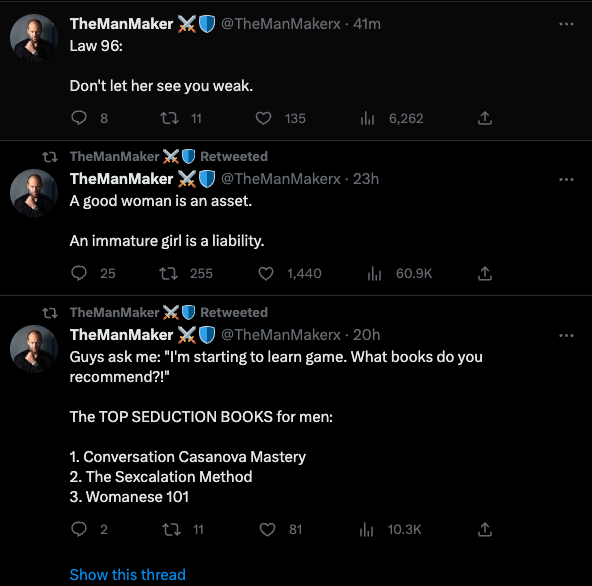 TheManMaker ⚔️🛡️ @TheManMakerx · 41m
Law 96:
Don't let her see you weak.
8 11 135 6,262
TheManMaker ⚔️🛡️ Retweeted
TheManMaker ⚔️🛡️ @TheManMakerx · 23h
A good woman is an asset.
An immature girl is a liability.
25 255 1,440 60.9K
TheManMaker ⚔️🛡️ Retweeted
TheManMaker ⚔️🛡️ @TheManMakerx · 20h
Guys ask me: "I'm starting to learn game. What books do you
recommend?!"
The TOP SEDUCTION BOOKS for men:
1. Conversation Casanova Mastery
2. The Sexcalation Method
3. Womanese 101
2 11 81 10.3K
Show this thread